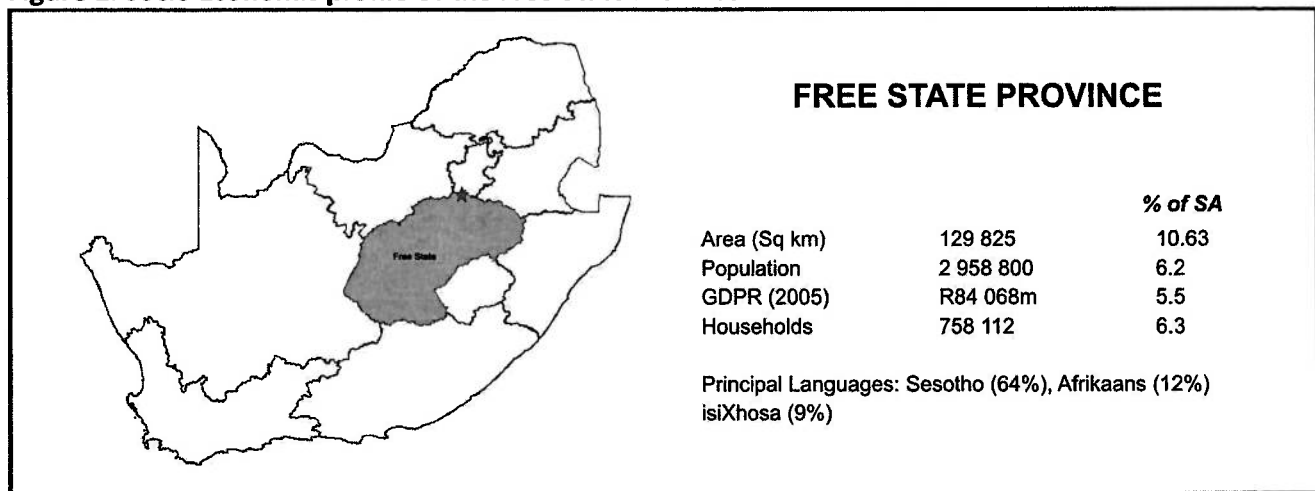 Free State
FREE STATE PROVINCE
% of SA
Area (Sq km) 129 825 10.63
Population 2 958 800 6.2
GDPR (2005) R84 068m 5.5
Households 758 112 6.3
Principal Languages: Sesotho (64%), Afrikaans (12%)
isiXhosa (9%)